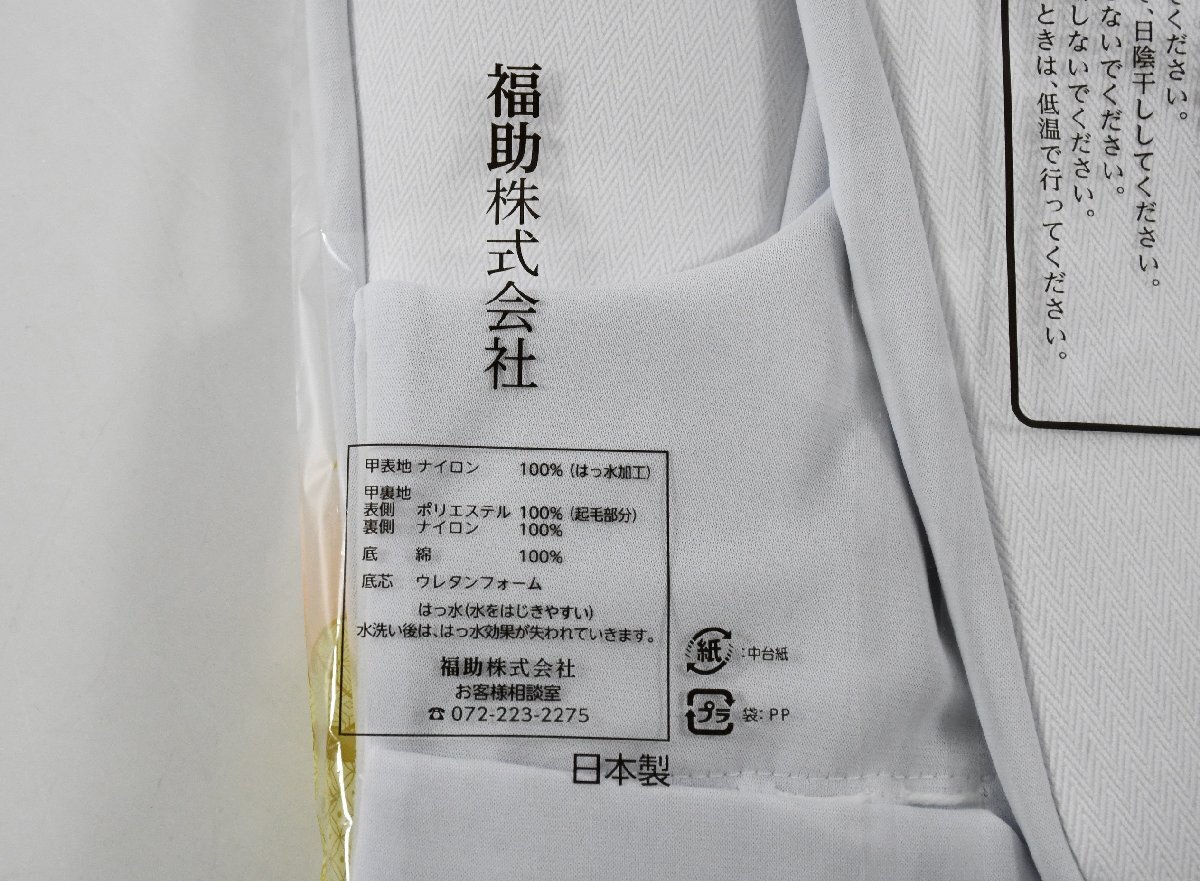 てください。
、日陰干ししてください。
ないでください。
しないでください。
ときは、低温で行ってください。
福助株式会社
甲表地 ナイロン 100% (はっ水加工)
甲裏地
表側 ポリエステル 100% (起毛部分)
裏側 ナイロン 100%
底 綿 100%
底芯 ウレタンフォーム
はっ水(水をはじきやすい)
水洗い後は、はっ水効果が失われていきます。
福助株式会社
お客様相談室
☎ 072-223-2275
紙 :中台紙
プラ 袋:PP
日本製